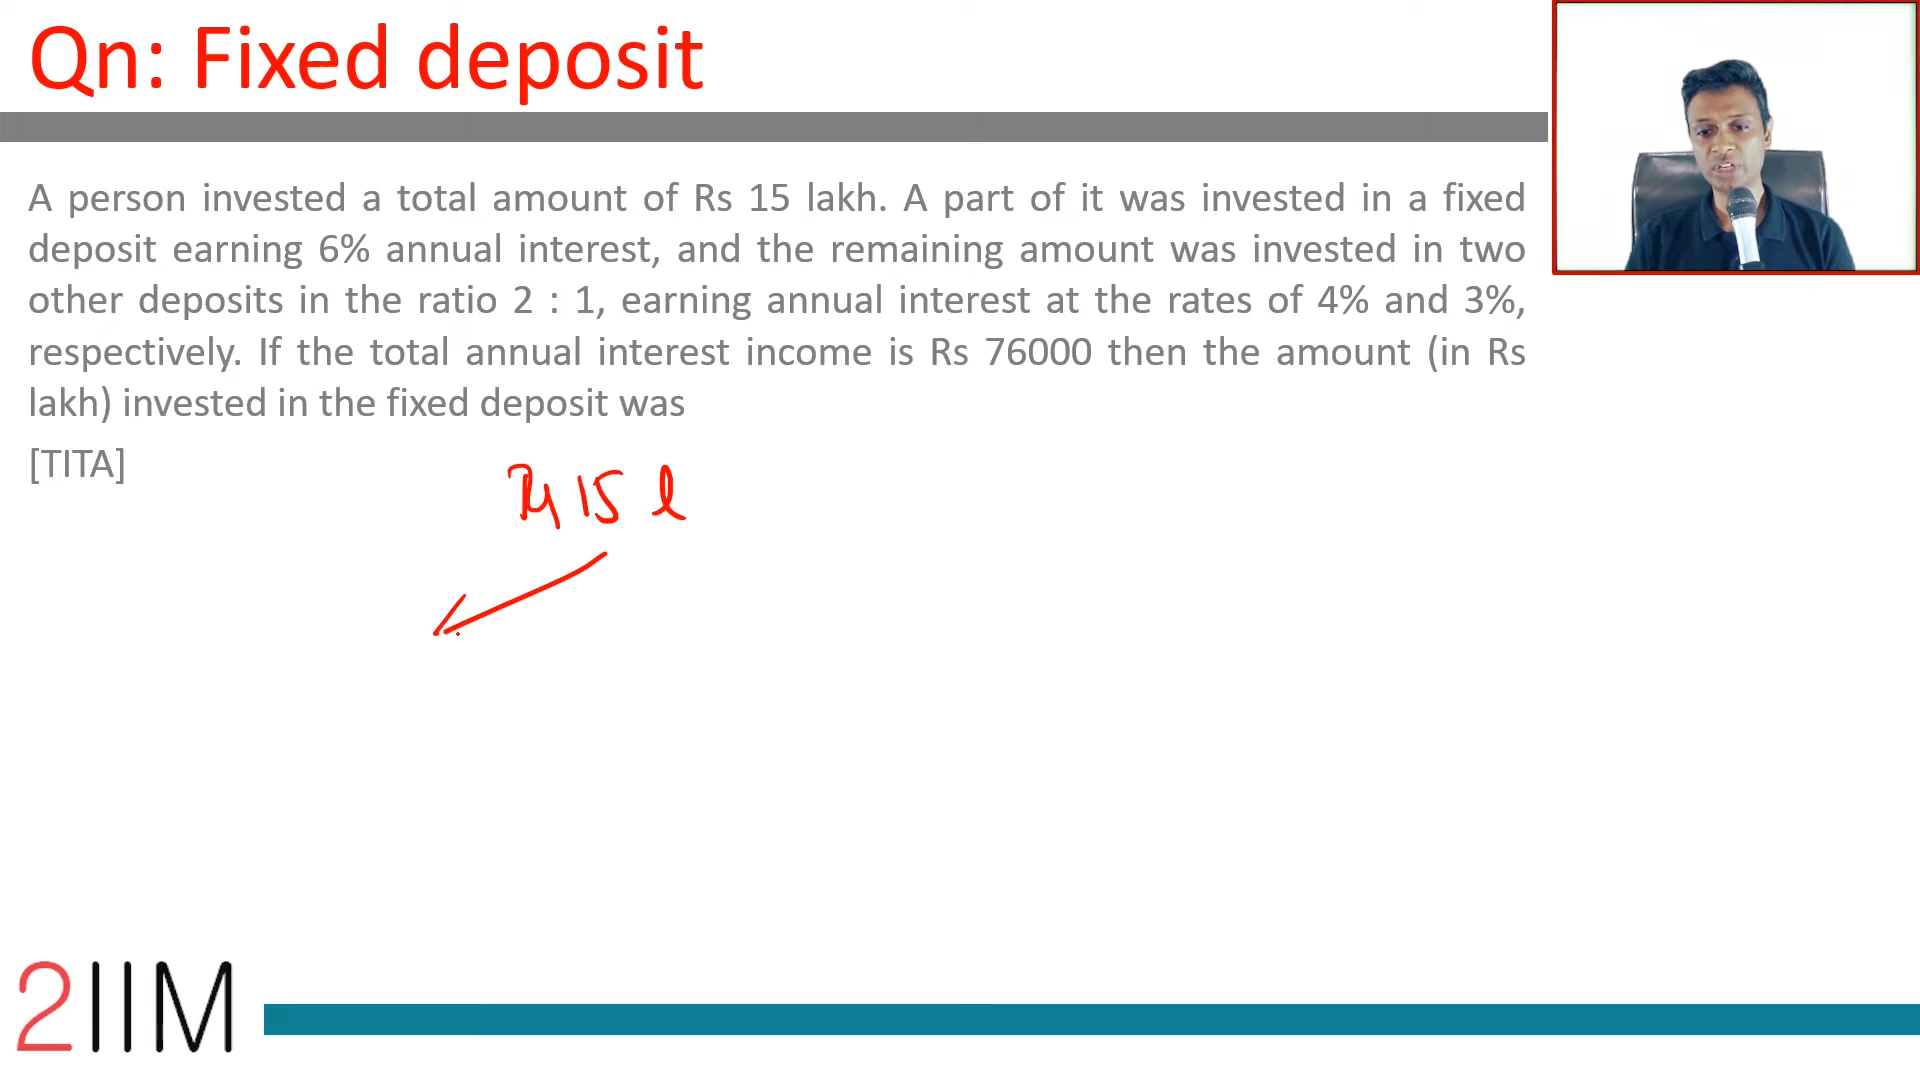 Qn: Fixed deposit
A person invested a total amount of Rs 15 lakh. A part of it was invested in a fixed
deposit earning 6% annual interest, and the remaining amount was invested in two
other deposits in the ratio 2 : 1, earning annual interest at the rates of 4% and 3%,
respectively. If the total annual interest income is Rs 76000 then the amount (in Rs
lakh) invested in the fixed deposit was
[TITA]
Rs 15 l
2IIM